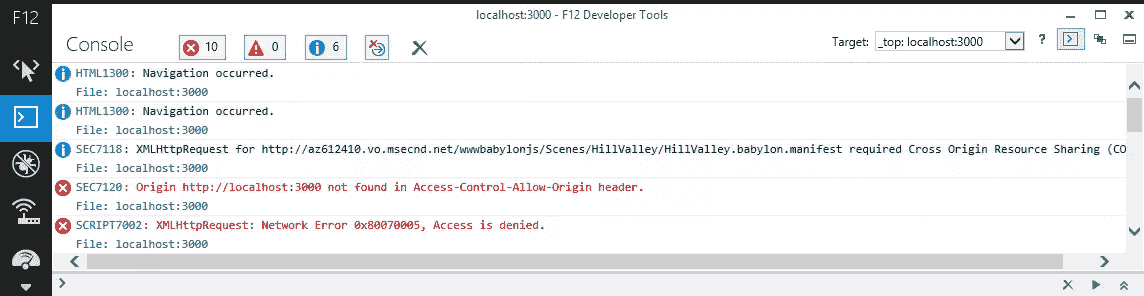 F12
localhost:3000 - F12 Developer Tools
Console
10
0
6
Target: _top: localhost:3000
?
HTML1300: Navigation occurred.
File: localhost:3000
HTML1300: Navigation occurred.
File: localhost:3000
SEC7118: XMLHttpRequest for http://az612410.vo.msecnd.net/wwwbabylonjs/Scenes/HillValley/HillValley.babylon.manifest required Cross Origin Resource Sharing (CO
File: localhost:3000
SEC7120: Origin http://localhost:3000 not found in Access-Control-Allow-Origin header.
SCRIPT7002: XMLHttpRequest: Network Error 0x80070005, Access is denied.
File: localhost:3000